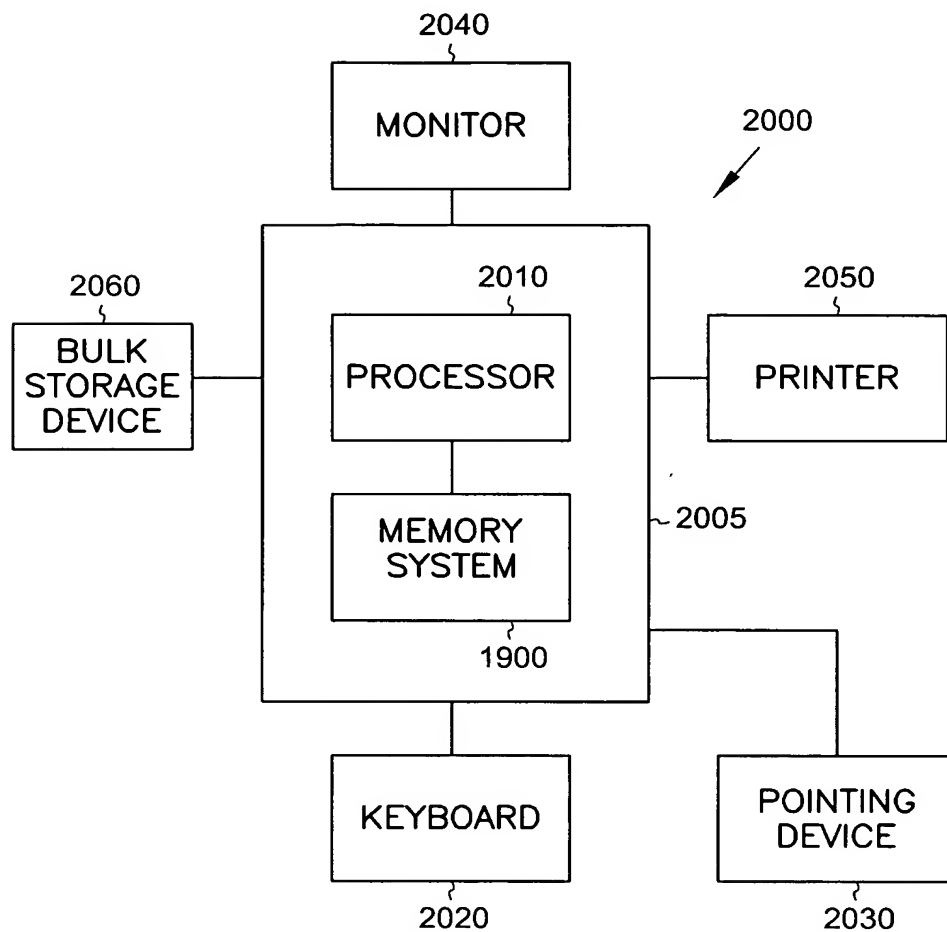 2040
MONITOR
2000
2060
BULK
STORAGE
DEVICE
2010
PROCESSOR
2050
PRINTER
MEMORY
SYSTEM
2005
1900
KEYBOARD
2020
POINTING
DEVICE
2030